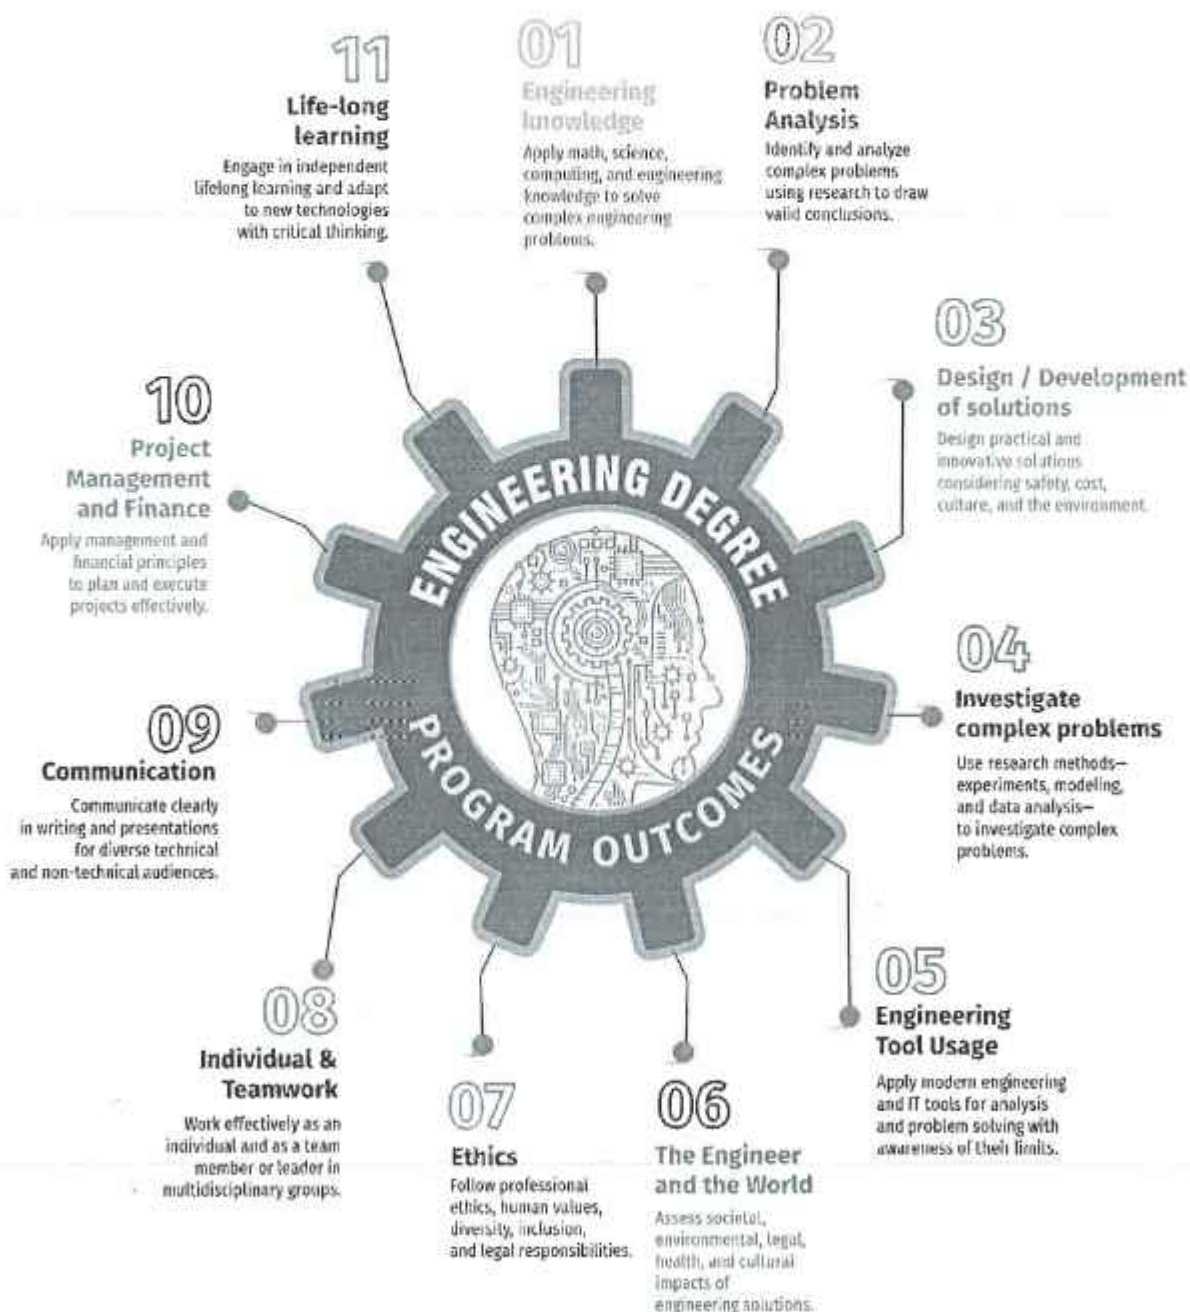 01
Engineering
knowledge
Apply math, science,
computing, and engineering
knowledge to solve
complex engineering
problems.
02
Problem
Analysis
Identify and analyze
complex problems
using research to draw
valid conclusions.
03
Design / Development
of solutions
Design practical and
innovative solutions
considering safety, cost,
culture, and the environment.
04
Investigate
complex problems
Use research methods—
experiments, modeling,
and data analysis—
to investigate complex
problems.
05
Engineering
Tool Usage
Apply modern engineering
and IT tools for analysis
and problem solving with
awareness of their limits.
06
The Engineer
and the World
Assess societal,
environmental, legal,
health, and cultural
impacts of
engineering solutions.
07
Ethics
Follow professional
ethics, human values,
diversity, inclusion,
and legal responsibilities.
08
Individual &
Teamwork
Work effectively as an
individual and as a team
member or leader in
multidisciplinary groups.
09
Communication
Communicate clearly
in writing and presentations
for diverse technical
and non-technical audiences.
10
Project
Management
and Finance
Apply management and
financial principles
to plan and execute
projects effectively.
11
Life-long
learning
Engage in independent
lifelong learning and adapt
to new technologies
with critical thinking.
ENGINEERING DEGREE
PROGRAM OUTCOMES